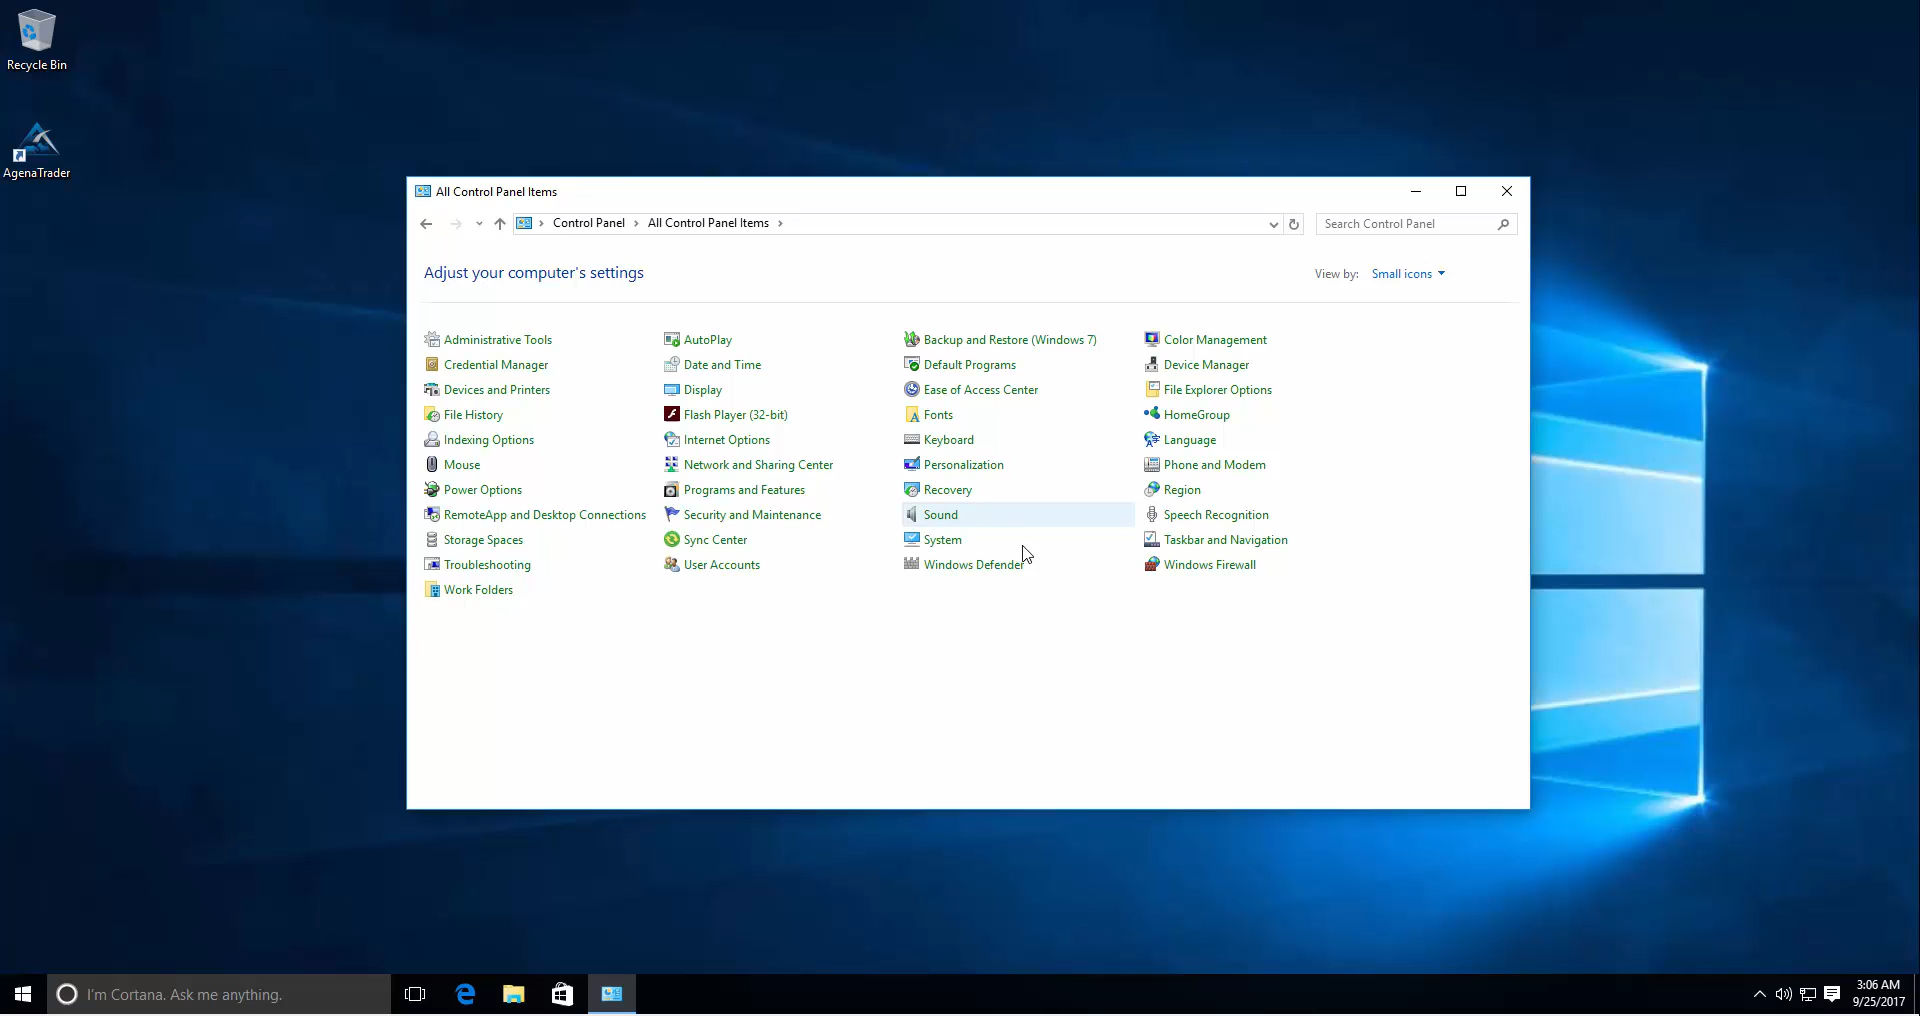 Recycle Bin
AgenaTrader
All Control Panel Items
Control Panel All Control Panel Items
Search Control Panel
Adjust your computer's settings
View by: Small icons
Administrative Tools
AutoPlay
Backup and Restore (Windows 7)
Color Management
Credential Manager
Date and Time
Default Programs
Device Manager
Devices and Printers
Display
Ease of Access Center
File Explorer Options
File History
Flash Player (32-bit)
Fonts
HomeGroup
Indexing Options
Internet Options
Keyboard
Language
Mouse
Network and Sharing Center
Personalization
Phone and Modem
Power Options
Programs and Features
Recovery
Region
RemoteApp and Desktop Connections
Security and Maintenance
Sound
Speech Recognition
Storage Spaces
Sync Center
System
Taskbar and Navigation
Troubleshooting
User Accounts
Windows Defender
Windows Firewall
Work Folders
I'm Cortana. Ask me anything.
3:06 AM
9/25/2017